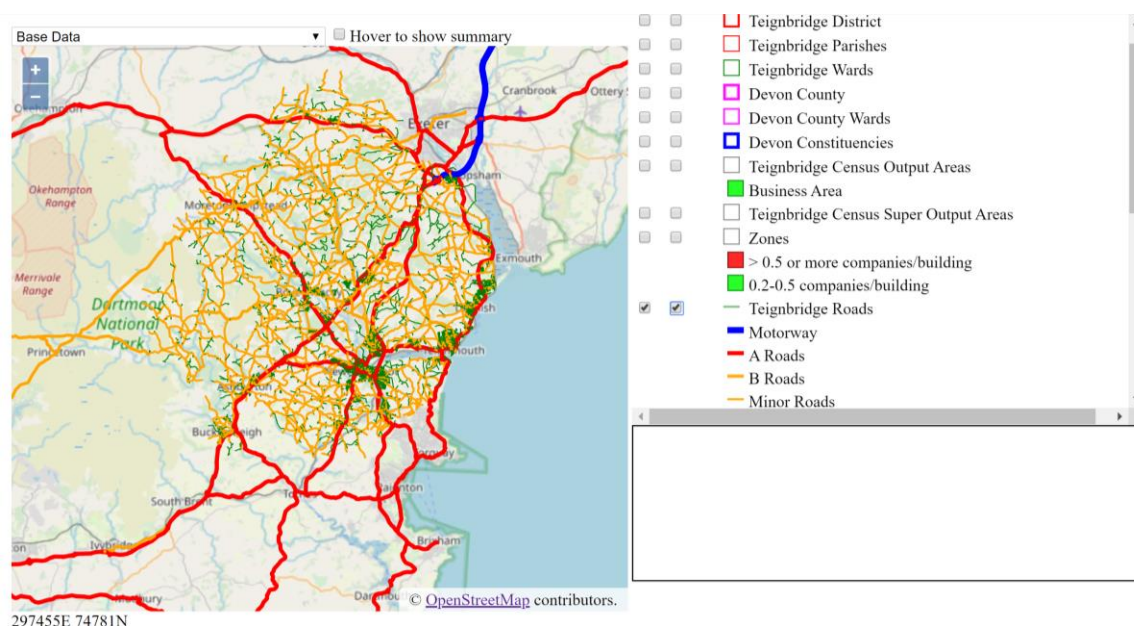 Base Data
Hover to show summary
+
−
Cranbrook
Ottery S
Exeter
Okehampton
Range
Exmouth
Merrivale
Range
Dartmoor
National
Park
Princetown
South Brent
Ivybridge
Brixham
© OpenStreetMap contributors.
297455E 74781N
Teignbridge District
Teignbridge Parishes
Teignbridge Wards
Devon County
Devon County Wards
Devon Constituencies
Teignbridge Census Output Areas
Business Area
Teignbridge Census Super Output Areas
Zones
> 0.5 or more companies/building
0.2-0.5 companies/building
Teignbridge Roads
Motorway
A Roads
B Roads
Minor Roads